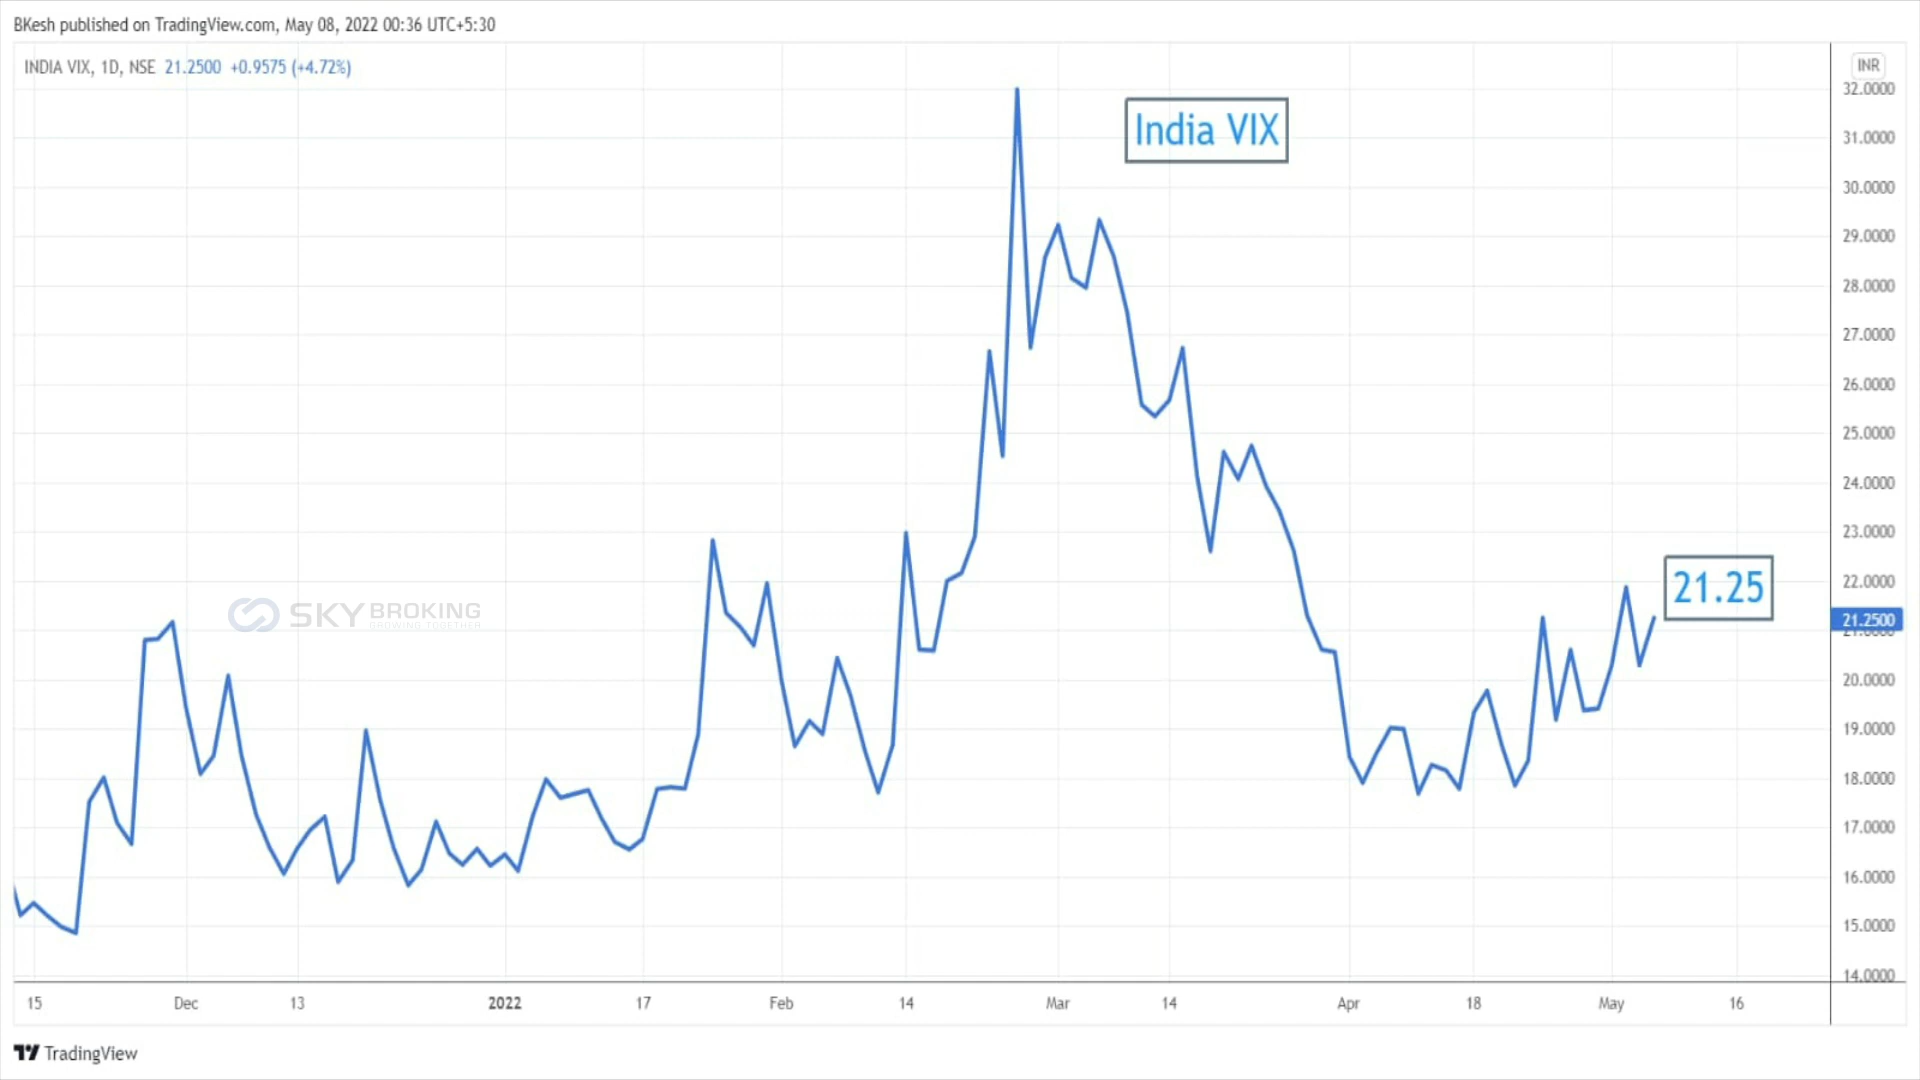 BKesh published on TradingView.com, May 08, 2022 00:36 UTC+5:30
INDIA VIX, 1D, NSE 21.2500 +0.9575 (+4.72%)
INR
32.0000
India VIX
31.0000
30.0000
29.0000
28.0000
27.0000
26.0000
25.0000
24.0000
23.0000
22.0000
21.25
SKY BROKING
GROWING TOGETHER
21.2500
21.0000
20.0000
19.0000
18.0000
17.0000
16.0000
15.0000
14.0000
15 Dec 13 2022 17 Feb 14 Mar 14 Apr 18 May 16
TradingView